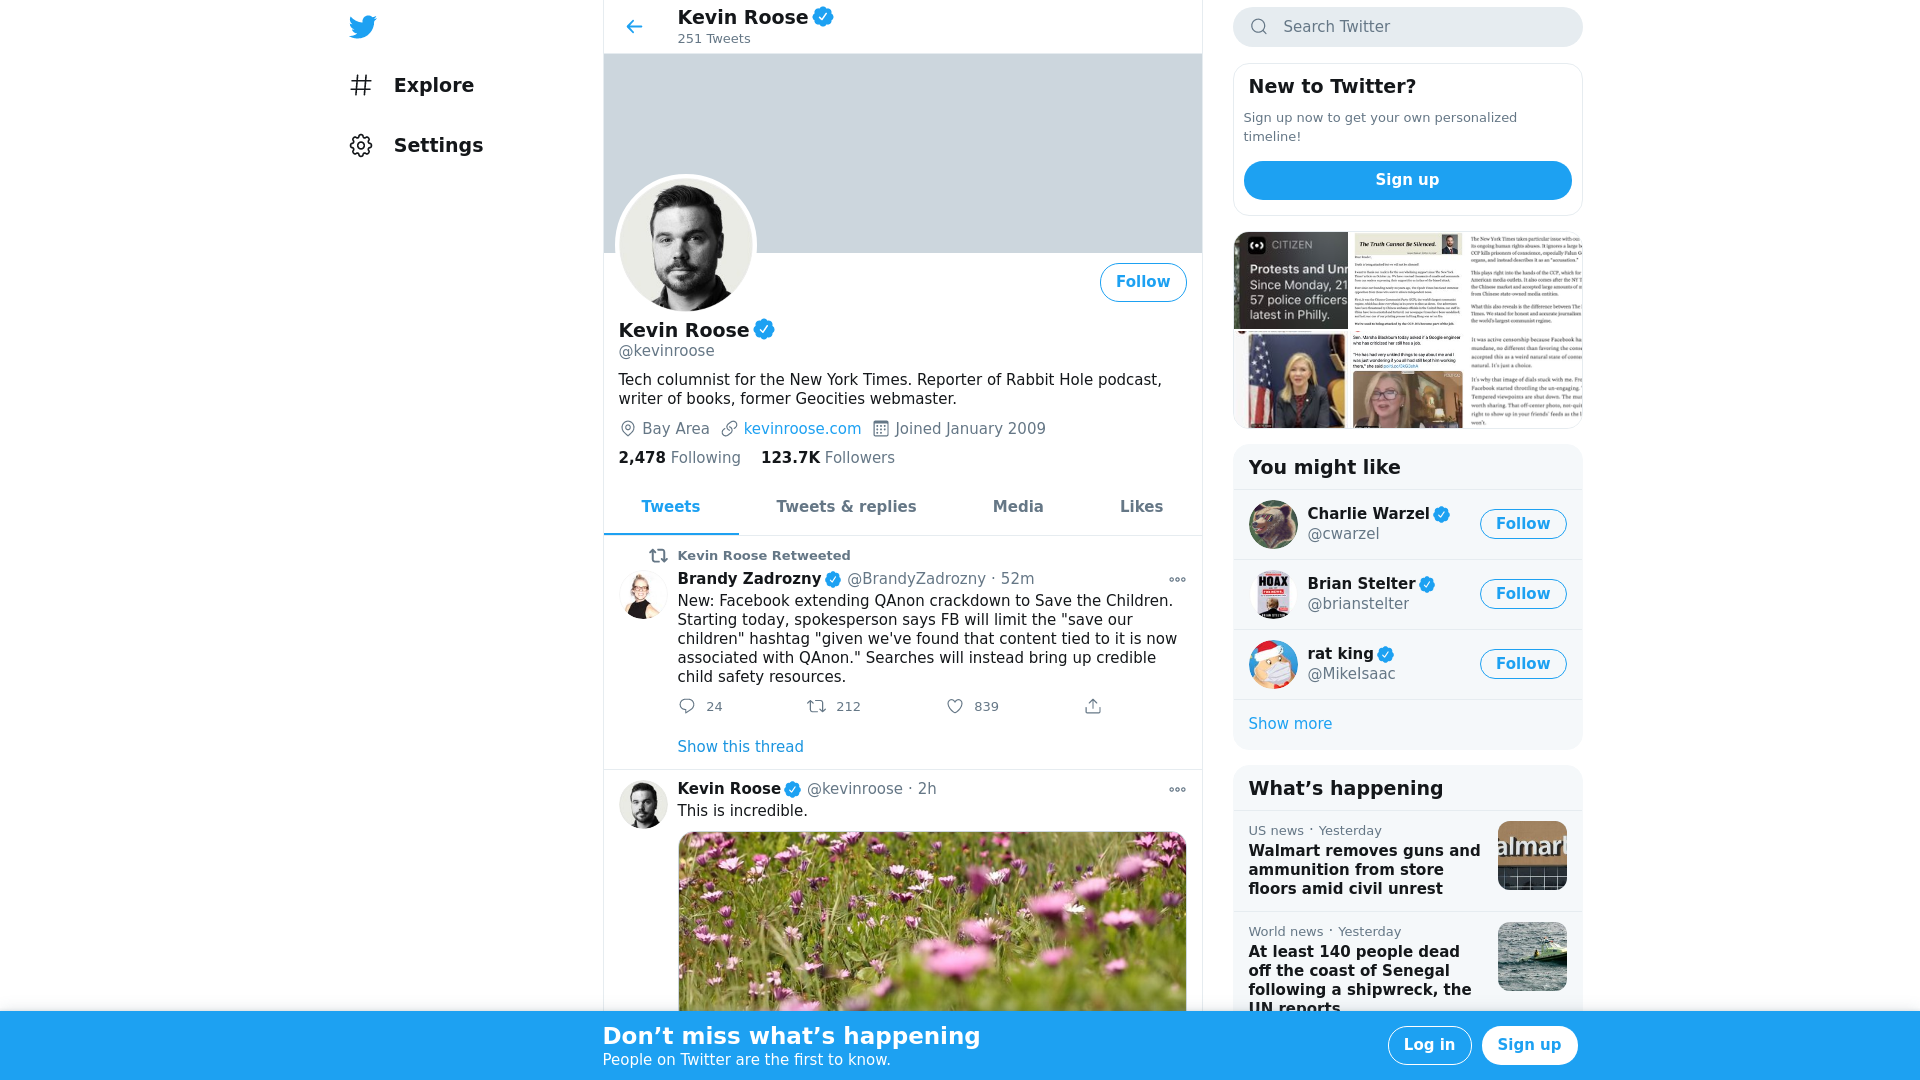 Kevin Roose
251 Tweets
Search Twitter
Explore
Settings
New to Twitter?
Sign up now to get your own personalized
timeline!
Sign up
CITIZEN
Protests and Unr
Since Monday, 21
57 police officers
latest in Philly.
The Truth Cannot Be Silenced.
Follow
Kevin Roose
@kevinroose
Tech columnist for the New York Times. Reporter of Rabbit Hole podcast,
writer of books, former Geocities webmaster.
Bay Area kevinroose.com Joined January 2009
2,478 Following 123.7K Followers
Tweets Tweets & replies Media Likes
Kevin Roose Retweeted
Brandy Zadrozny @BrandyZadrozny · 52m
New: Facebook extending QAnon crackdown to Save the Children.
Starting today, spokesperson says FB will limit the "save our
children" hashtag "given we've found that content tied to it is now
associated with QAnon." Searches will instead bring up credible
child safety resources.
24 212 839
Show this thread
Kevin Roose @kevinroose · 2h
This is incredible.
You might like
Charlie Warzel
@cwarzel
Follow
HOAX
Brian Stelter
@brianstelter
Follow
rat king
@MikeIsaac
Follow
Show more
What’s happening
US news · Yesterday
Walmart removes guns and
ammunition from store
floors amid civil unrest
almart
World news · Yesterday
At least 140 people dead
off the coast of Senegal
following a shipwreck, the
UN reports
Don’t miss what’s happening
People on Twitter are the first to know.
Log in
Sign up